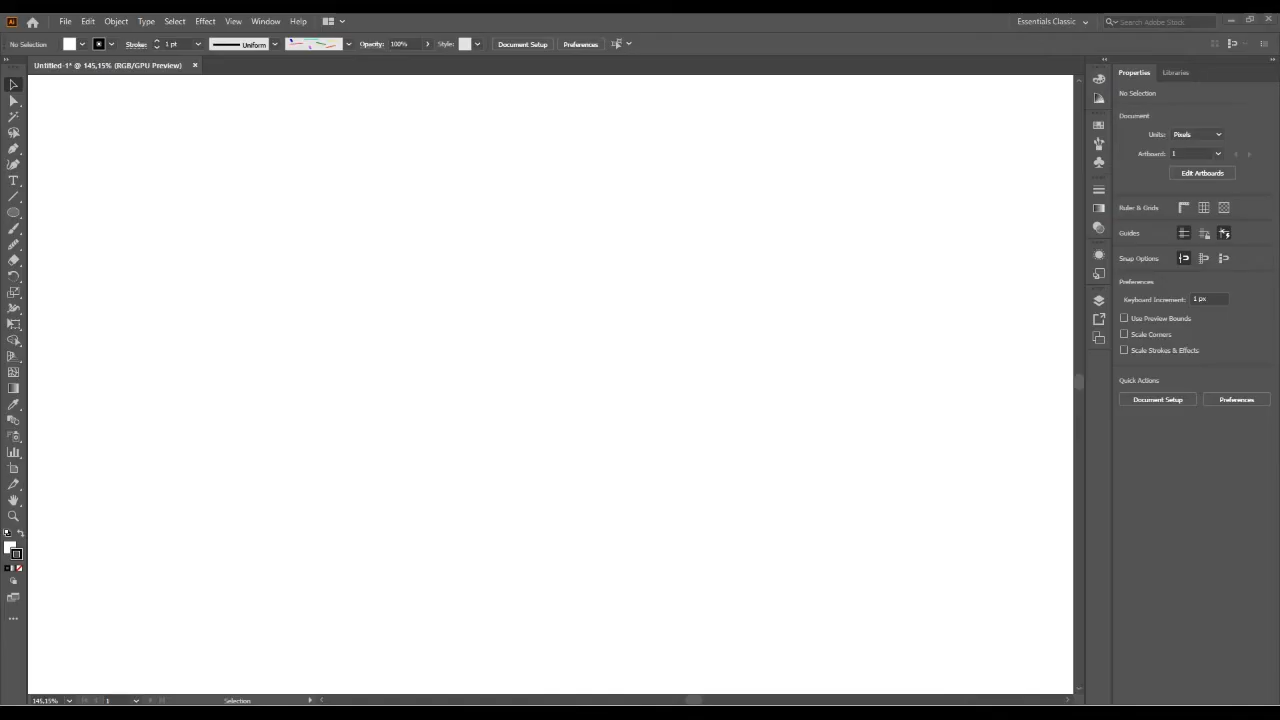 Ai File Edit Object Type Select Effect View Window Help Essentials Classic Search Adobe Stock
No Selection Stroke: 1 pt Uniform Opacity: 100% Style: Document Setup Preferences
Untitled-1* @ 145,15% (RGB/GPU Preview) ×
Properties Libraries
No Selection
Document
Units: Pixels
Artboard: 1
Edit Artboards
Ruler & Grids
Guides
Snap Options
Preferences
Keyboard Increment: 1 px
Use Preview Bounds
Scale Corners
Scale Strokes & Effects
Quick Actions
Document Setup Preferences
145,15% 1 Selection